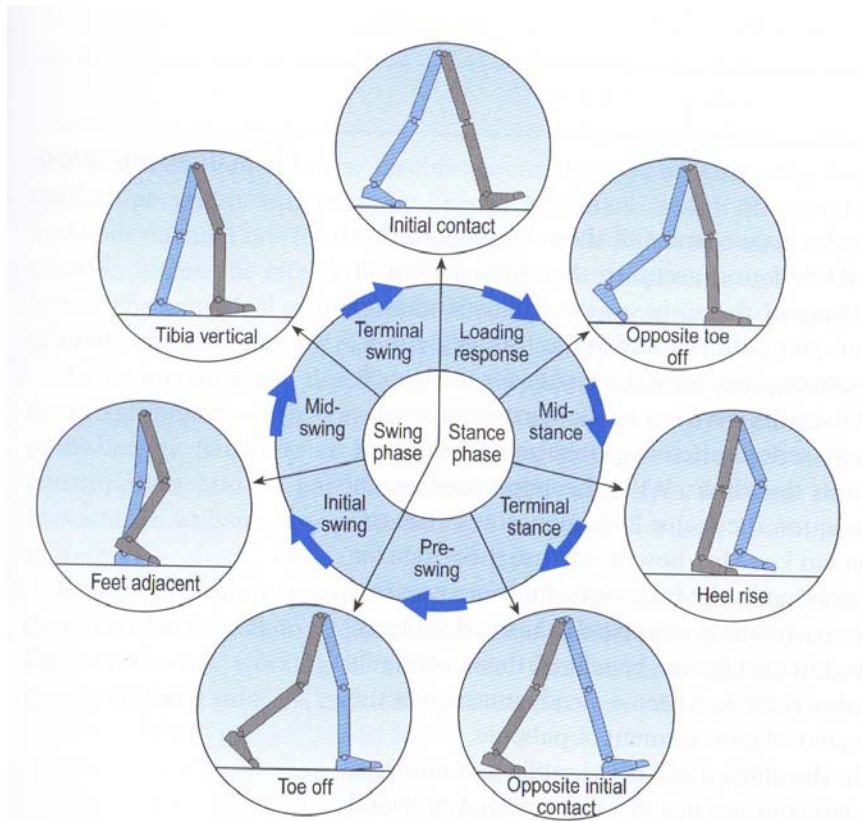 Initial contact
Tibia vertical
Opposite toe
off
Terminal
swing
Loading
response
Mid-
swing
Mid-
stance
Swing
phase
Stance
phase
Initial
swing
Terminal
stance
Pre-
swing
Feet adjacent
Heel rise
Toe off
Opposite initial
contact